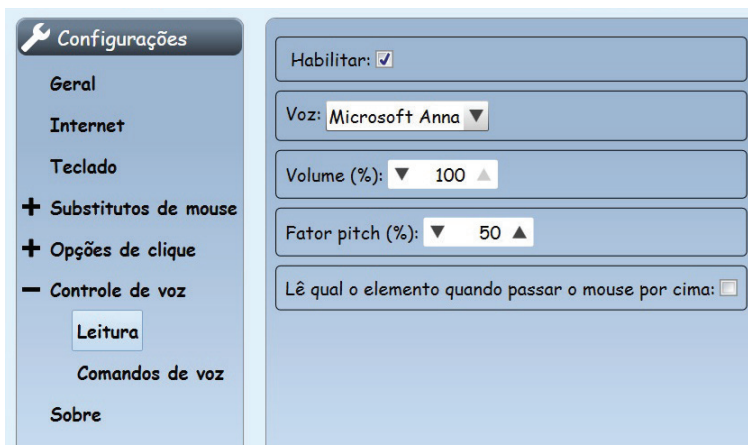 Configurações
Geral
Internet
Teclado
Substitutos de mouse
Opções de clique
Controle de voz
Leitura
Comandos de voz
Sobre
Habilitar:
Voz: Microsoft Anna
Volume (%): 100
Fator pitch (%): 50
Lê qual o elemento quando passar o mouse por cima: